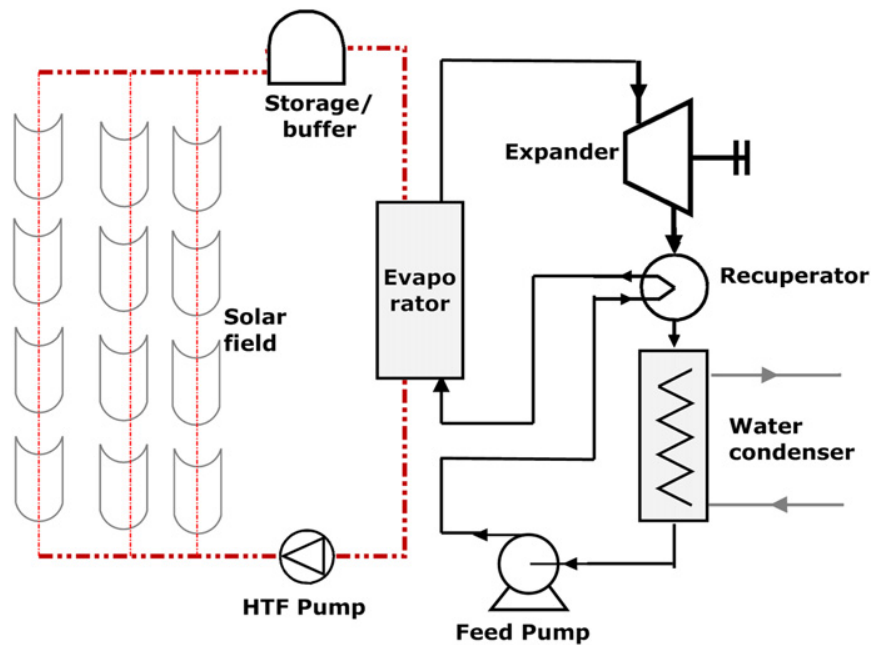 Storage/
buffer
Expander
Evapo
rator
Recuperator
Solar
field
Water
condenser
HTF Pump
Feed Pump